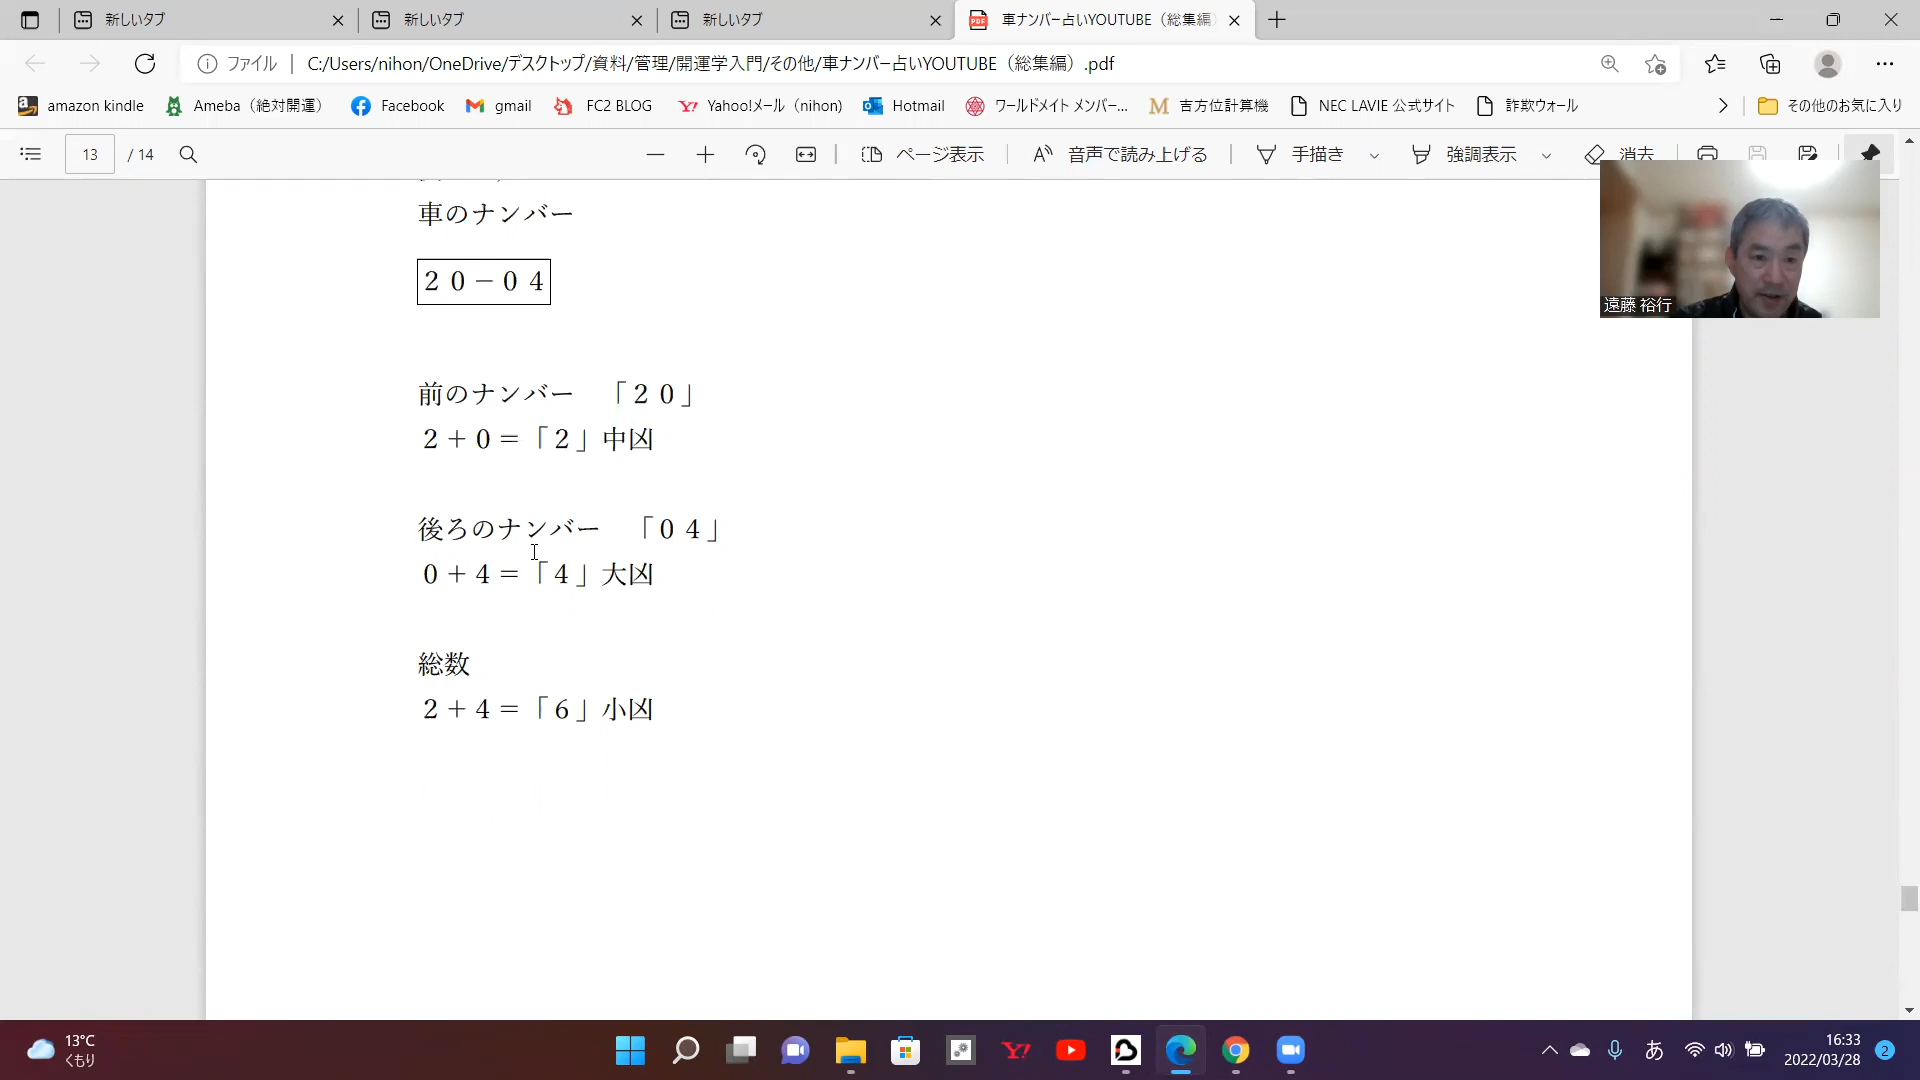 新しいタブ
新しいタブ
新しいタブ
車ナンバー占いYOUTUBE（総集編
ファイル
C:/Users/nihon/OneDrive/デスクトップ/資料/管理/開運学入門/その他/車ナンバー占いYOUTUBE（総集編）.pdf
amazon kindle
Ameba（絶対開運）
Facebook
gmail
FC2 BLOG
Yahoo!メール（nihon）
Hotmail
ワールドメイト メンバー...
吉方位計算機
NEC LAVIE 公式サイト
詐欺ウォール
その他のお気に入り
13 / 14
ページ表示
音声で読み上げる
手描き
強調表示
消去
車のナンバー
２０－０４
前のナンバー　「２０」
２＋０＝「２」中凶
後ろのナンバー　「０４」
０＋４＝「４」大凶
総数
２＋４＝「６」小凶
遠藤 裕行
13℃
くもり
あ
16:33
2022/03/28
2